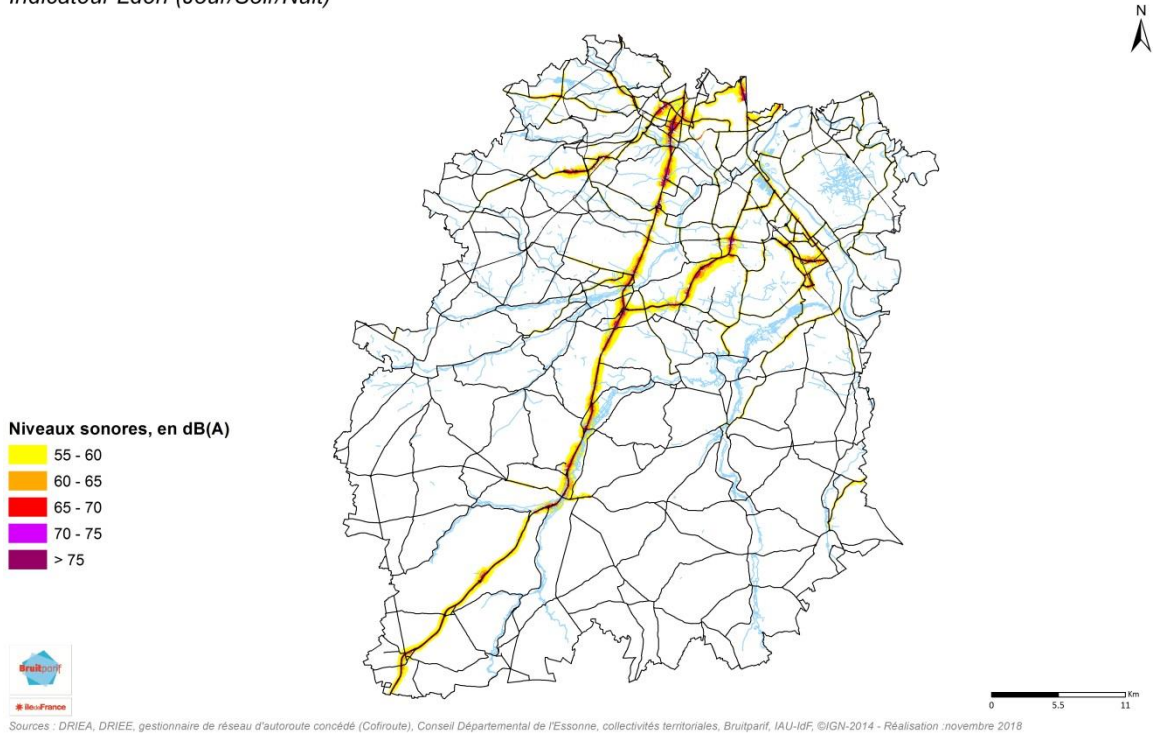 Indicateur Lden (Jour/Soir/Nuit)
N
Niveaux sonores, en dB(A)
55 - 60
60 - 65
65 - 70
70 - 75
> 75
Bruitparif
îledeFrance
Km
0 5.5 11
Sources : DRIEA, DRIEE, gestionnaire de réseau d'autoroute concédé (Cofiroute), Conseil Départemental de l'Essonne, collectivités territoriales, Bruitparif, IAU-IdF, ©IGN-2014 - Réalisation :novembre 2018